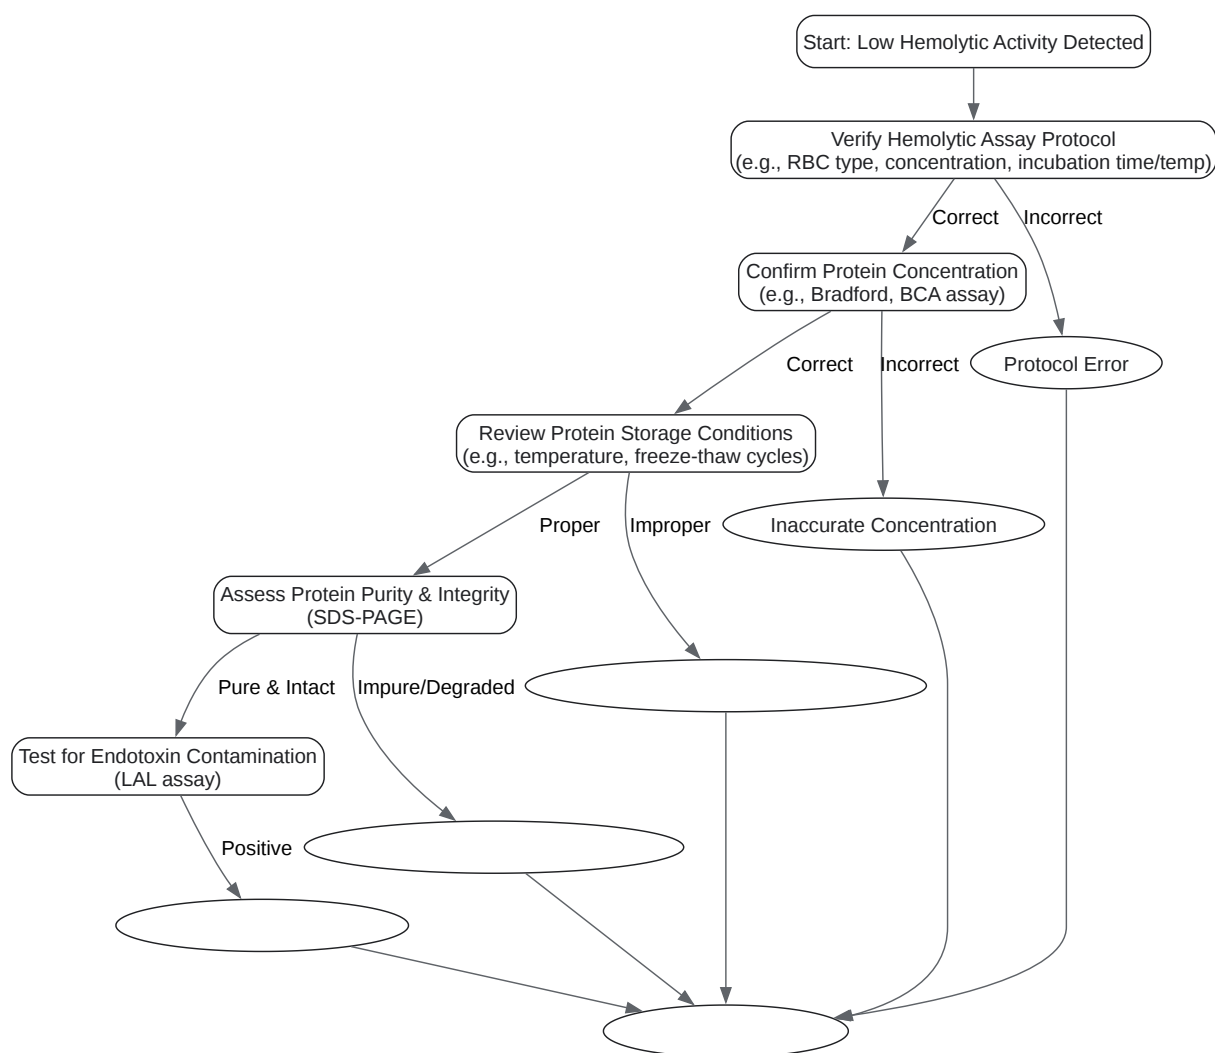 Start: Low Hemolytic Activity Detected
Verify Hemolytic Assay Protocol
(e.g., RBC type, concentration, incubation time/temp)
Correct
Incorrect
Confirm Protein Concentration
(e.g., Bradford, BCA assay)
Correct
Incorrect
Protocol Error
Review Protein Storage Conditions
(e.g., temperature, freeze-thaw cycles)
Proper
Improper
Inaccurate Concentration
Assess Protein Purity & Integrity
(SDS-PAGE)
Pure & Intact
Impure/Degraded
Test for Endotoxin Contamination
(LAL assay)
Positive